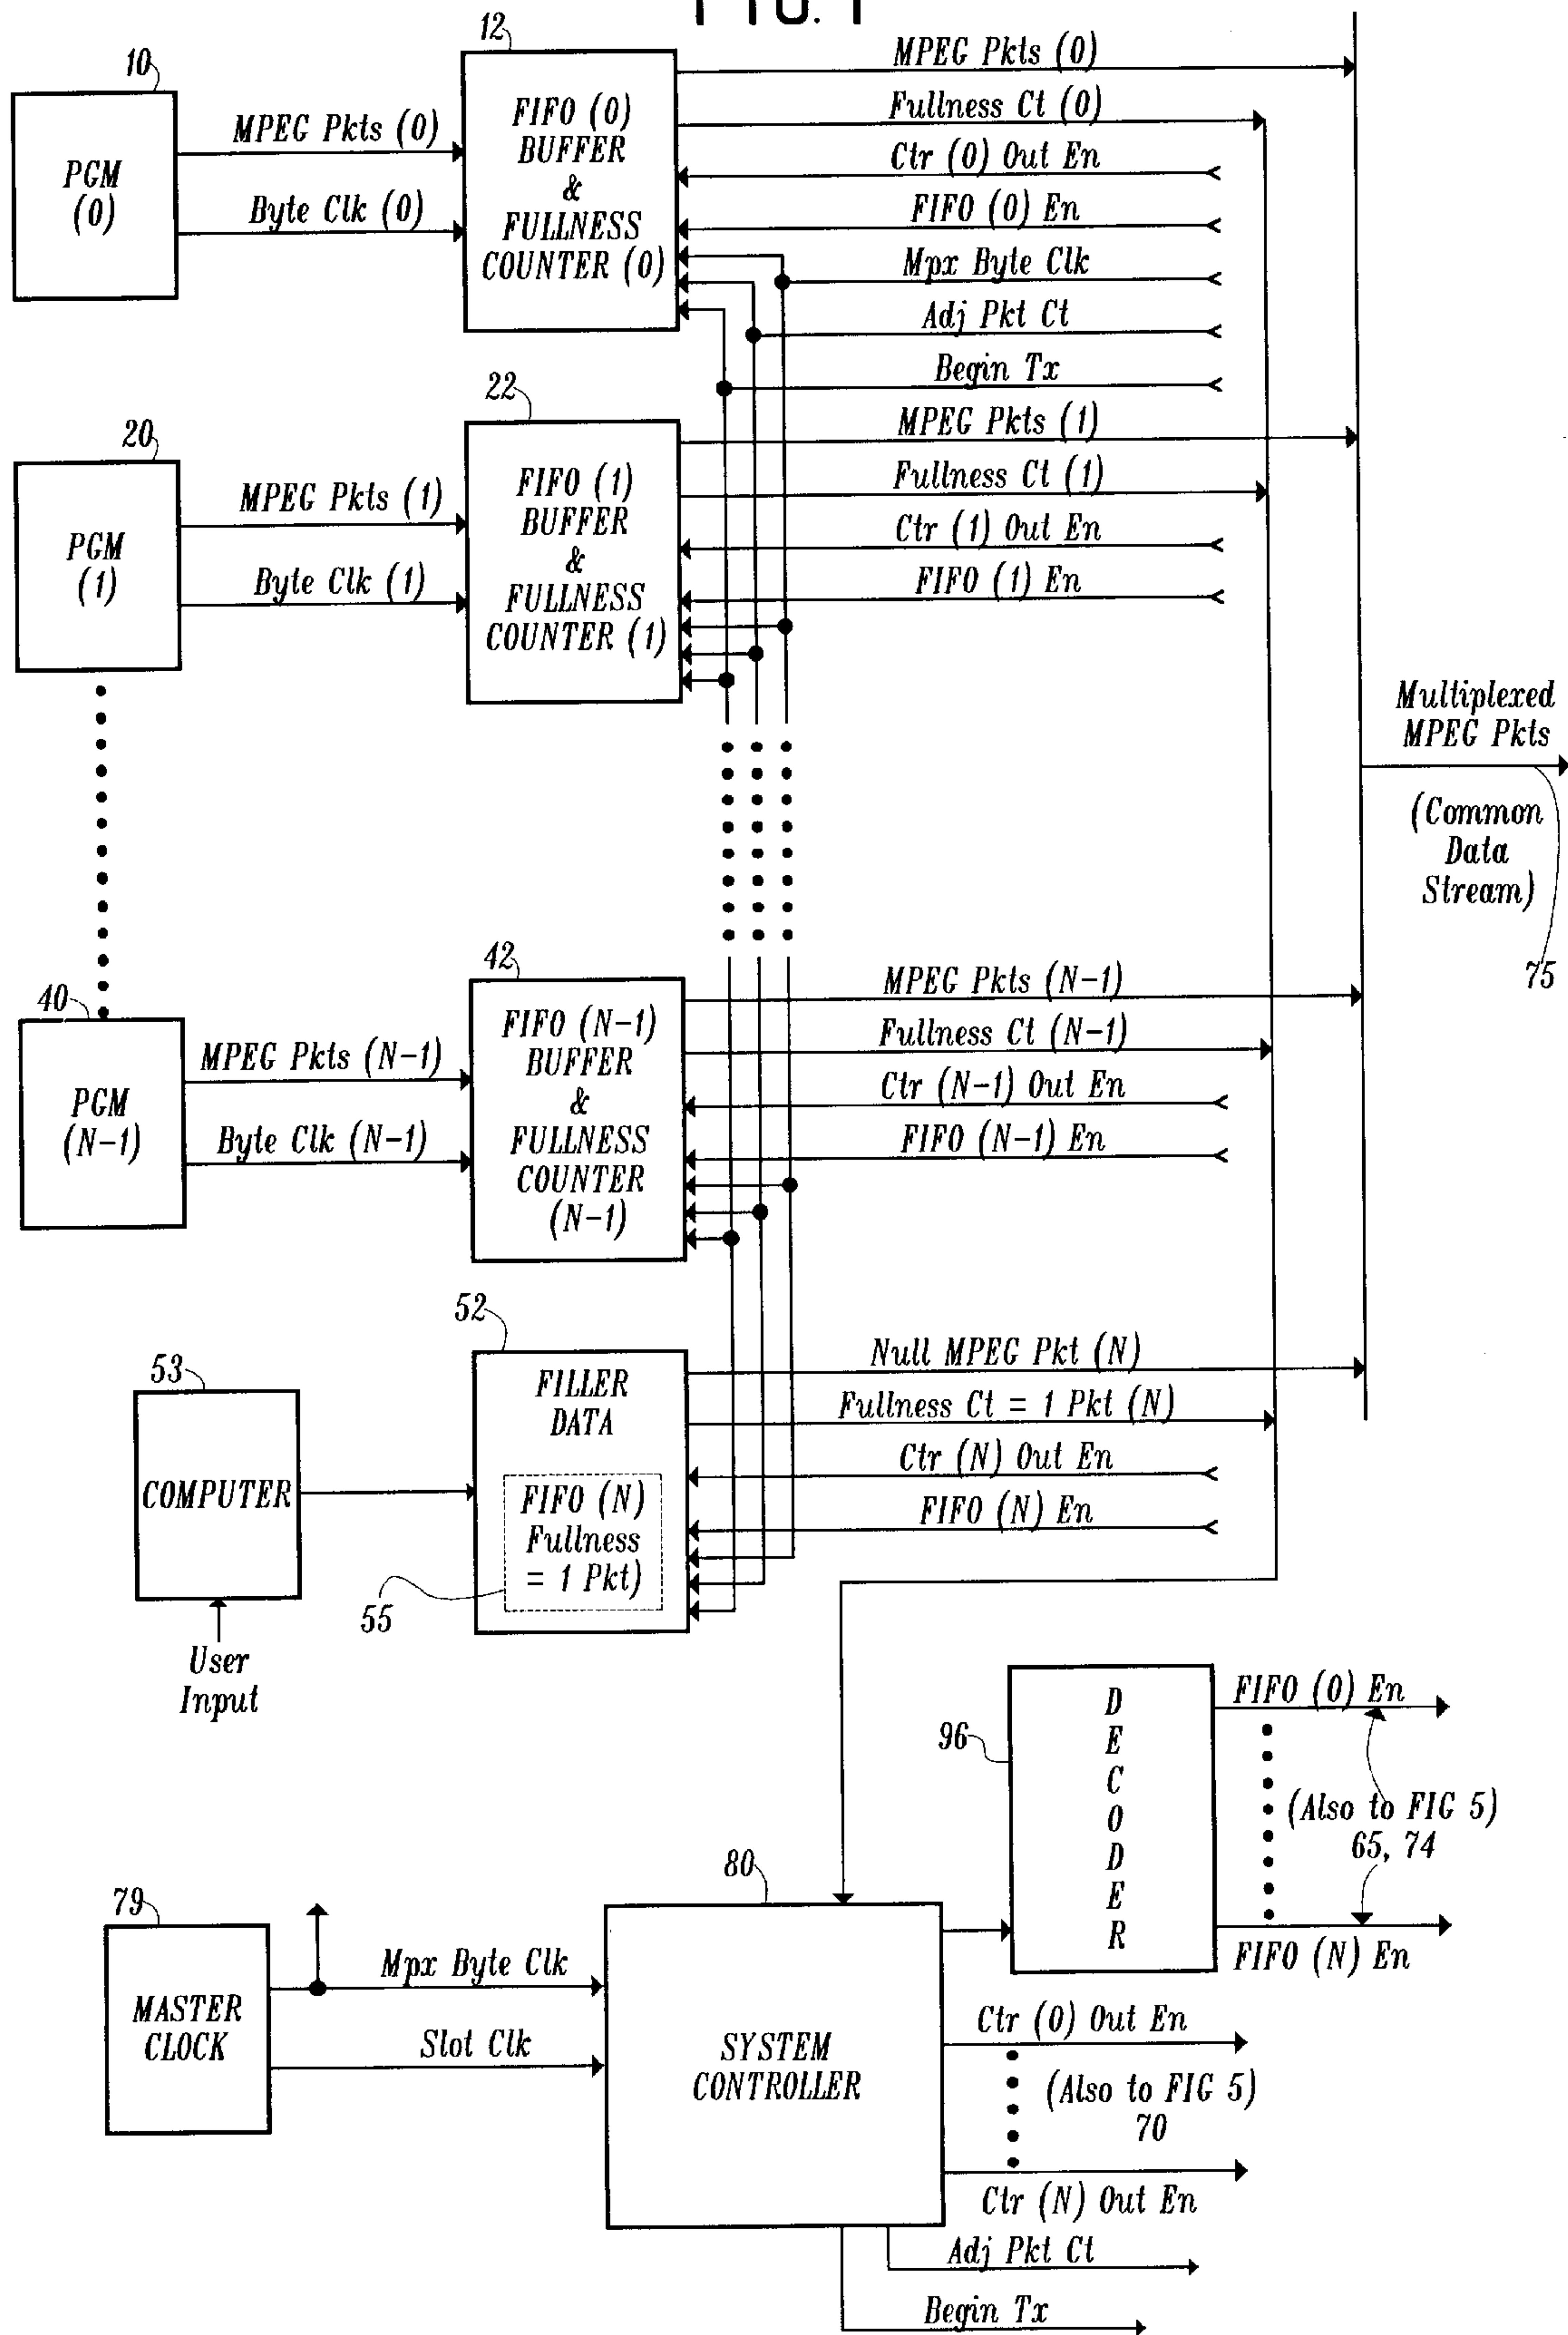 FIG. 1
10
PGM
(0)
MPEG Pkts (0)
Byte Clk (0)
12
FIFO (0)
BUFFER
&
FULLNESS
COUNTER (0)
MPEG Pkts (0)
Fullness Ct (0)
Ctr (0) Out En
FIFO (0) En
Mpx Byte Clk
Adj Pkt Ct
Begin Tx
20
PGM
(1)
MPEG Pkts (1)
Byte Clk (1)
22
FIFO (1)
BUFFER
&
FULLNESS
COUNTER (1)
MPEG Pkts (1)
Fullness Ct (1)
Ctr (1) Out En
FIFO (1) En
Multiplexed
MPEG Pkts
(Common
Data
Stream)
75
40
PGM
(N-1)
MPEG Pkts (N-1)
Byte Clk (N-1)
42
FIFO (N-1)
BUFFER
&
FULLNESS
COUNTER
(N-1)
MPEG Pkts (N-1)
Fullness Ct (N-1)
Ctr (N-1) Out En
FIFO (N-1) En
53
COMPUTER
User
Input
52
FILLER
DATA
FIFO (N)
Fullness
= 1 Pkt)
55
Null MPEG Pkt (N)
Fullness Ct = 1 Pkt (N)
Ctr (N) Out En
FIFO (N) En
96
D
E
C
O
D
E
R
FIFO (0) En
(Also to FIG 5)
65, 74
FIFO (N) En
79
MASTER
CLOCK
Mpx Byte Clk
Slot Clk
80
SYSTEM
CONTROLLER
Ctr (0) Out En
(Also to FIG 5)
70
Ctr (N) Out En
Adj Pkt Ct
Begin Tx